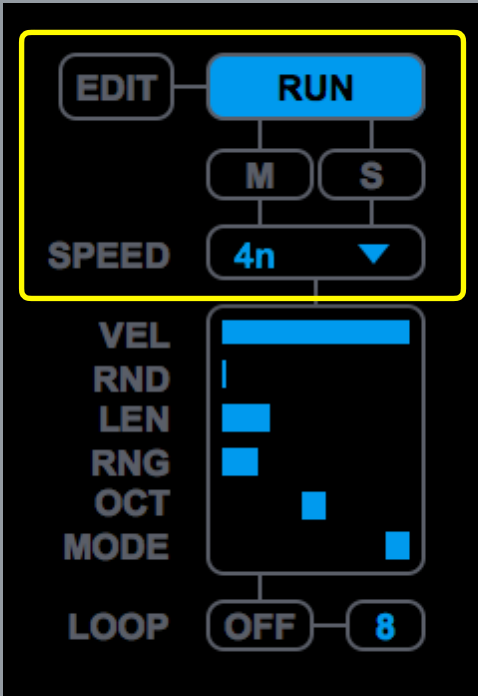 EDIT RUN
M S
SPEED 4n
VEL
RND
LEN
RNG
OCT
MODE
LOOP OFF 8